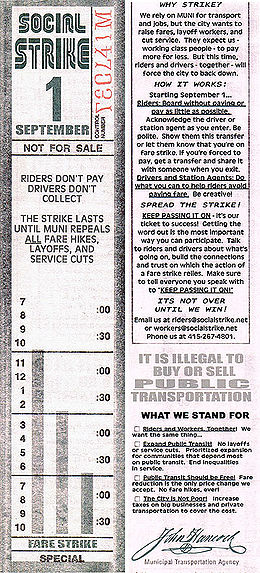 SOCIAL
STRIKE
1
SEPTEMBER
CONTROL
NUMBER
NOT FOR SALE
RIDERS DON'T PAY
DRIVERS DON'T
COLLECT
THE STRIKE LASTS
UNTIL MUNI REPEALS
ALL FARE HIKES,
LAYOFFS, AND
SERVICE CUTS
7
8 :00
9
10 :30
11
12 :00
1
2 :30
3
4 :00
5
6 :30
7
8 :00
9
10 :30
FARE STRIKE
SPECIAL
WHY STRIKE?
We rely on MUNI for transport
and jobs, but the city wants to
raise fares, layoff workers, and
cut service. They expect us -
working class people - to pay
more for less. But this time,
riders and drivers - together - will
force the city to back down.
HOW IT WORKS:
Starting September 1...
Riders: Board without paying or
pay as little as possible.
Acknowledge the driver or
station agent as you enter. Be
polite. Show them this transfer
or let them know that you're on
fare strike. If you're forced to
pay, get a transfer and share it
with someone when you exit.
Drivers and Station Agents: Do
what you can to help riders avoid
paying fare. Be creative!
SPREAD THE STRIKE!
KEEP PASSING IT ON - it's our
ticket to success! Getting the
word out is the most important
way you can participate. Talk
to riders and drivers about what's
going on, build the connections
and trust on which the action of
a fare strike relies. Make sure
to tell everyone you speak with
to "KEEP PASSING IT ON!"
ITS NOT OVER
UNTIL WE WIN!
Email us at riders@socialstrike.net
or workers@socialstrike.net
Phone us at 415-267-4801.
IT IS ILLEGAL TO
BUY OR SELL
PUBLIC
TRANSPORTATION
WHAT WE STAND FOR
Riders and Workers, Together! We
want the same thing...
Expand Public Transit! No layoffs
or service cuts. Prioritized expansion
for communities that depend most
on public transit. End inequalities
in service.
Public Transit Should be Free! Fare
reduction is the only price change we
accept. No fare hikes, ever!
The City is Not Poor! Increase
taxes on big businesses and private
transportation to cover the cost.
John Hancock
Municipal Transportation Agency